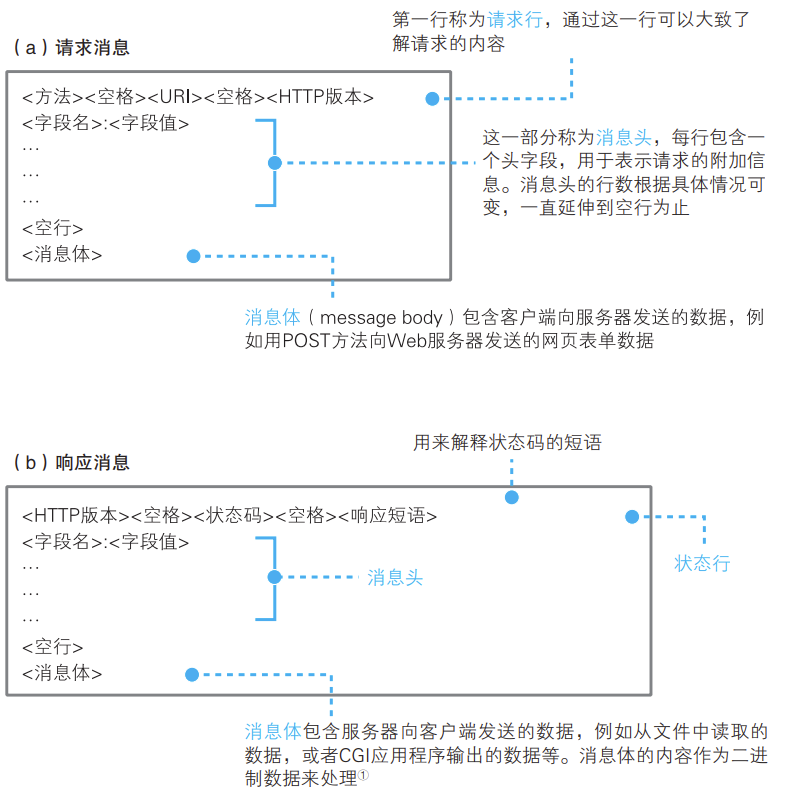 第一行称为请求行，通过这一行可以大致了
解请求的内容
（a）请求消息
<方法><空格><URI><空格><HTTP版本>
<字段名>:<字段值>
…
…
…
<空行>
<消息体>
这一部分称为消息头，每行包含一
个头字段，用于表示请求的附加信
息。消息头的行数根据具体情况可
变，一直延伸到空行为止
消息体（message body）包含客户端向服务器发送的数据，例
如用POST方法向Web服务器发送的网页表单数据
用来解释状态码的短语
（b）响应消息
<HTTP版本><空格><状态码><空格><响应短语>
<字段名>:<字段值>
…
…
…
<空行>
<消息体>
状态行
消息头
消息体包含服务器向客户端发送的数据，例如从文件中读取的
数据，或者CGI应用程序输出的数据等。消息体的内容作为二进
制数据来处理①